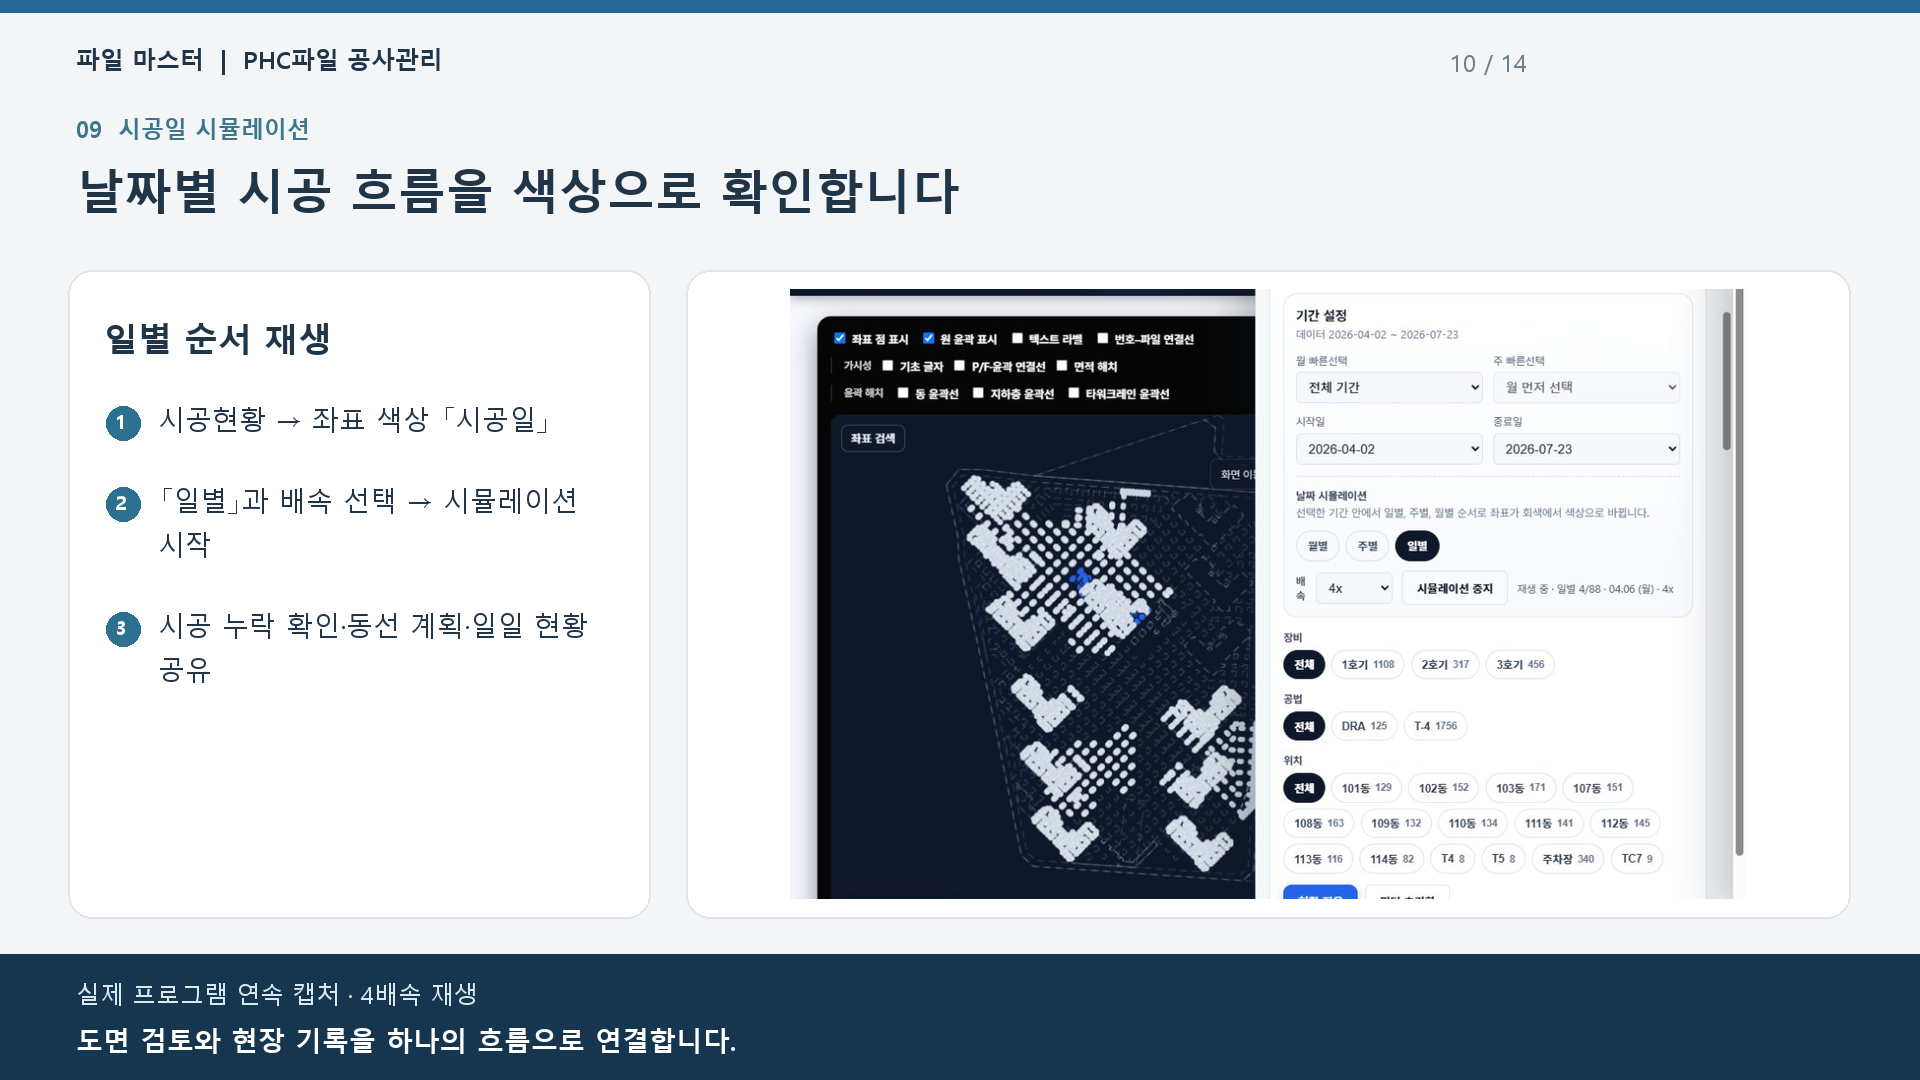 파일 마스터 | PHC파일 공사관리
10 / 14
09 시공일 시뮬레이션
날짜별 시공 흐름을 색상으로 확인합니다
일별 순서 재생
1 시공현황 → 좌표 색상 「시공일」
2 「일별」과 배속 선택 → 시뮬레이션
시작
3 시공 누락 확인·동선 계획·일일 현황
공유
좌표 점 표시 원 윤곽 표시 텍스트 라벨 번호–파일 연결선
가시성 기초 글자 P/F-윤곽 연결선 면적 해치
윤곽 해치 동 윤곽선 지하층 윤곽선 타워크레인 윤곽선
좌표 검색
화면 이
기간 설정
데이터 2026-04-02 ~ 2026-07-23
월 빠른선택 주 빠른선택
전체 기간 월 먼저 선택
시작일 종료일
2026-04-02 2026-07-23
날짜 시뮬레이션
선택한 기간 안에서 일별, 주별, 월별 순서로 좌표가 회색에서 색상으로 바뀝니다.
월별 주별 일별
배속 4x 시뮬레이션 중지 재생 중 · 일별 4/88 · 04.06 (월) · 4x
장비
전체 1호기 1108 2호기 317 3호기 456
공법
전체 DRA 125 T-4 1756
위치
전체 101동 129 102동 152 103동 171 107동 151
108동 163 109동 132 110동 134 111동 141 112동 145
113동 116 114동 82 T4 8 T5 8 주차장 340 TC7 9
실제 프로그램 연속 캡처 · 4배속 재생
도면 검토와 현장 기록을 하나의 흐름으로 연결합니다.